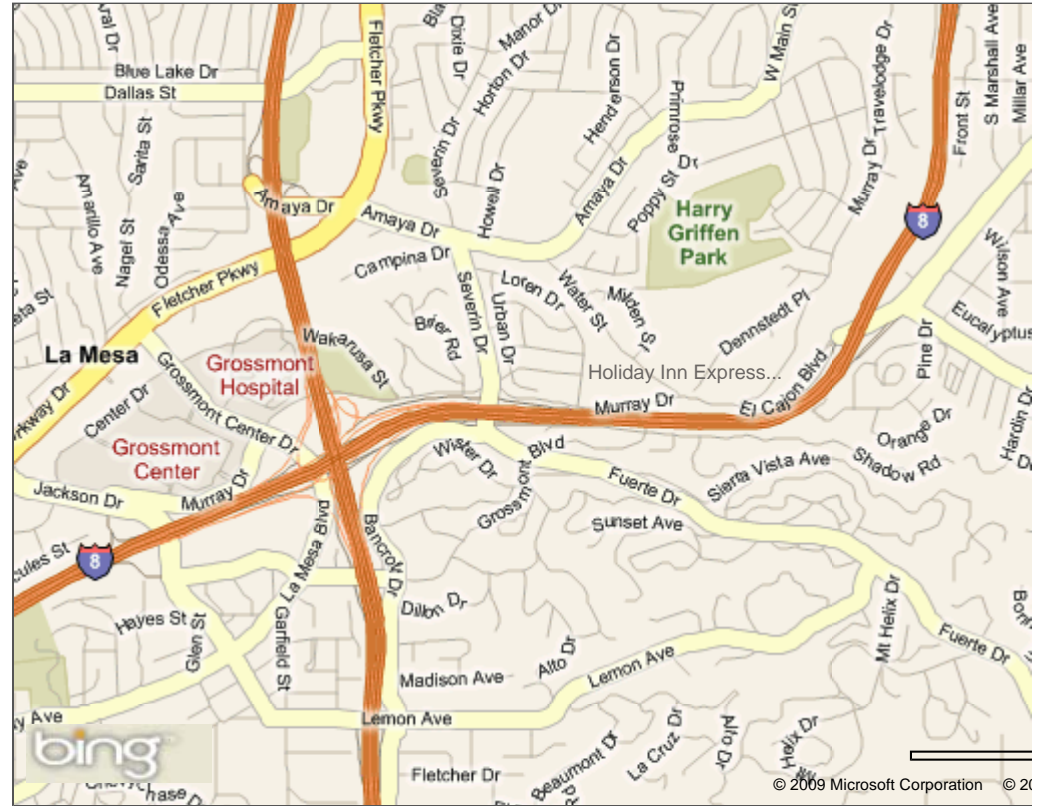 Blue Lake Dr
Dallas St
Sarita St
Amarillo Ave
Nagel St
Odessa Ave
Fletcher Pkwy
Dixie Dr
Manor Dr
Horton Dr
Severin Dr
Howell Dr
Henderson Dr
Primrose Dr
Poppy St
W Main St
Travelodge Dr
Murray Dr
Front St
S Marshall Ave
Millar Ave
Amaya Dr
Amaya Dr
Amaya Dr
Harry
Griffen
Park
8
Wilson Ave
Eucalyptus
Pine Dr
Hardin Dr
Fletcher Pkwy
Campina Dr
Severin Dr
Urban Dr
Loren Dr
Water St
Milden St
Dennstedt Pl
Brier Rd
Wakarusa St
La Mesa
Grossmont
Hospital
Holiday Inn Express...
Murray Dr
El Cajon Blvd
Center Dr
Grossmont Center Dr
Grossmont
Center
Jackson Dr
Murray Dr
Wister Dr
Grossmont Blvd
Fuerte Dr
Sierra Vista Ave
Shadow Rd
Orange Dr
Sunset Ave
8
La Mesa Blvd
Bancroft Dr
Dillon Dr
Hayes St
Glen St
Garfield St
Madison Ave
Alto Dr
Lemon Ave
Mt Helix Dr
Fuerte Dr
Lemon Ave
Fletcher Dr
Beaumont Dr
La Cruz Dr
Alto Dr
Helix Dr
bing
© 2009 Microsoft Corporation